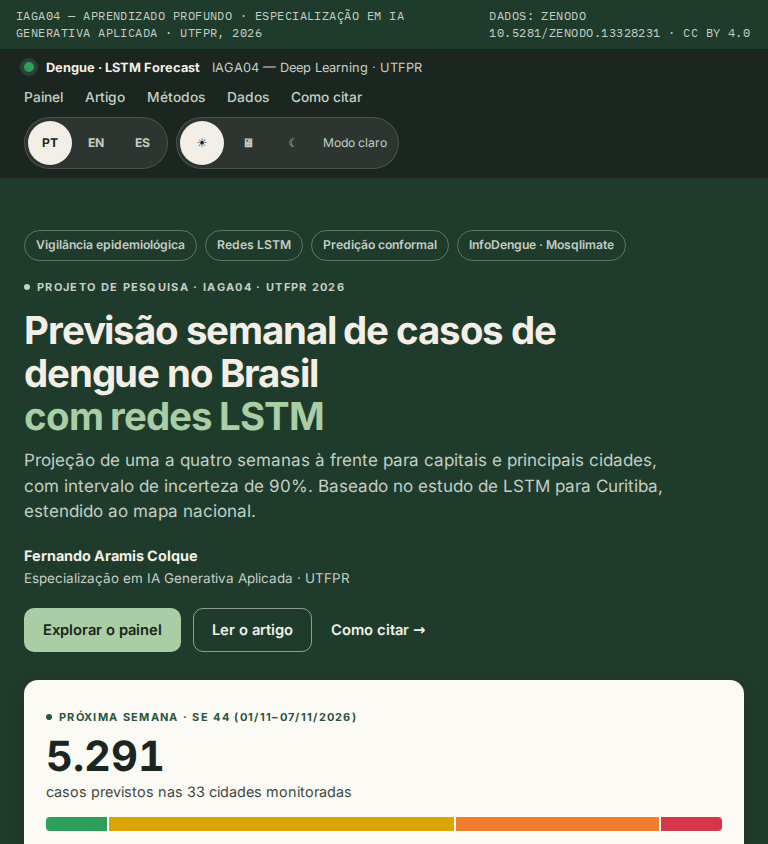 IAGA04 — APRENDIZADO PROFUNDO · ESPECIALIZAÇÃO EM IA
GENERATIVA APLICADA · UTFPR, 2026
DADOS: ZENODO
10.5281/ZENODO.13328231 · CC BY 4.0
Dengue · LSTM Forecast IAGA04 — Deep Learning · UTFPR
Painel Artigo Métodos Dados Como citar
PT EN ES Modo claro
Vigilância epidemiológica Redes LSTM Predição conformal InfoDengue · Mosqlimate
PROJETO DE PESQUISA · IAGA04 · UTFPR 2026
Previsão semanal de casos de
dengue no Brasil
com redes LSTM
Projeção de uma a quatro semanas à frente para capitais e principais cidades,
com intervalo de incerteza de 90%. Baseado no estudo de LSTM para Curitiba,
estendido ao mapa nacional.
Fernando Aramis Colque
Especialização em IA Generativa Aplicada · UTFPR
Explorar o painel Ler o artigo Como citar →
PRÓXIMA SEMANA · SE 44 (01/11–07/11/2026)
5.291
casos previstos nas 33 cidades monitoradas